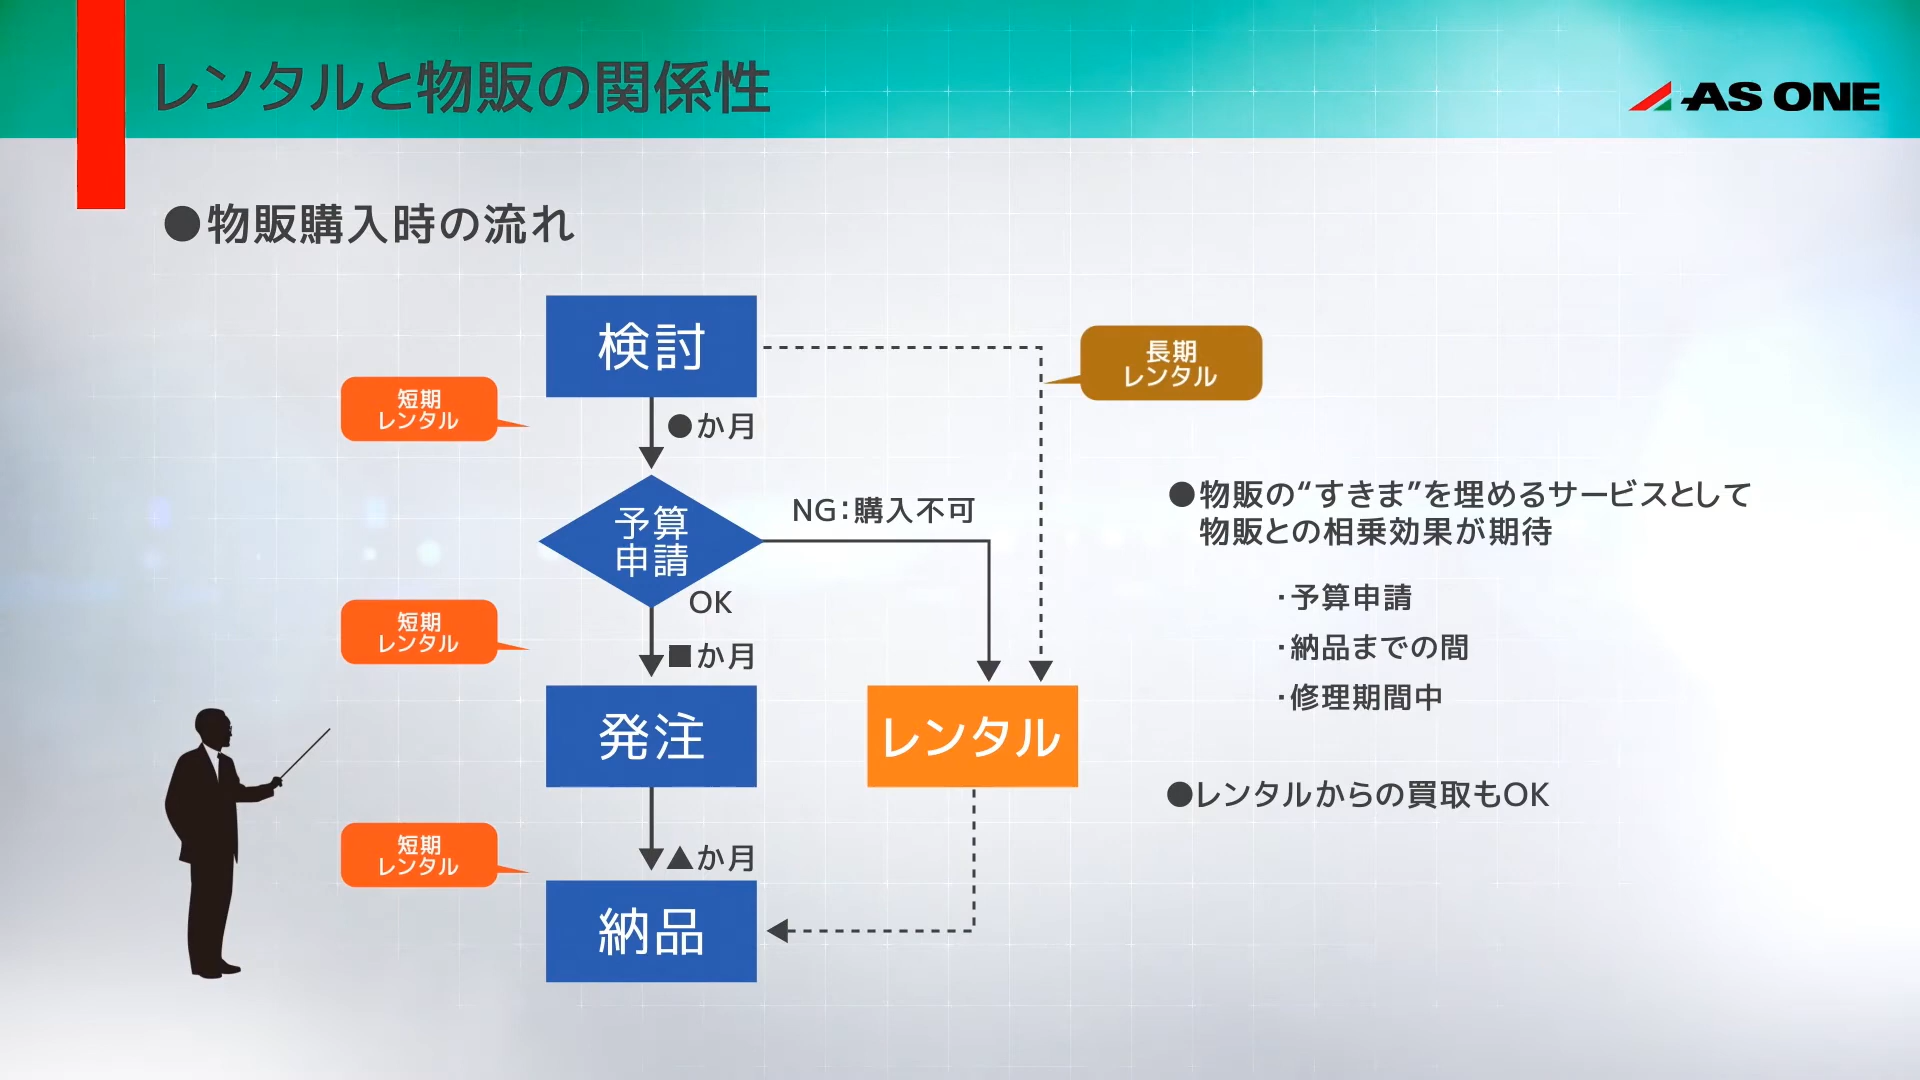 レンタルと物販の関係性
AS ONE
●物販購入時の流れ
検討
長期
レンタル
短期
レンタル
●か月
予算
申請
NG:購入不可
OK
●物販の“すきま”を埋めるサービスとして
物販との相乗効果が期待
・予算申請
・納品までの間
・修理期間中
短期
レンタル
■か月
発注
レンタル
●レンタルからの買取もOK
短期
レンタル
▲か月
納品